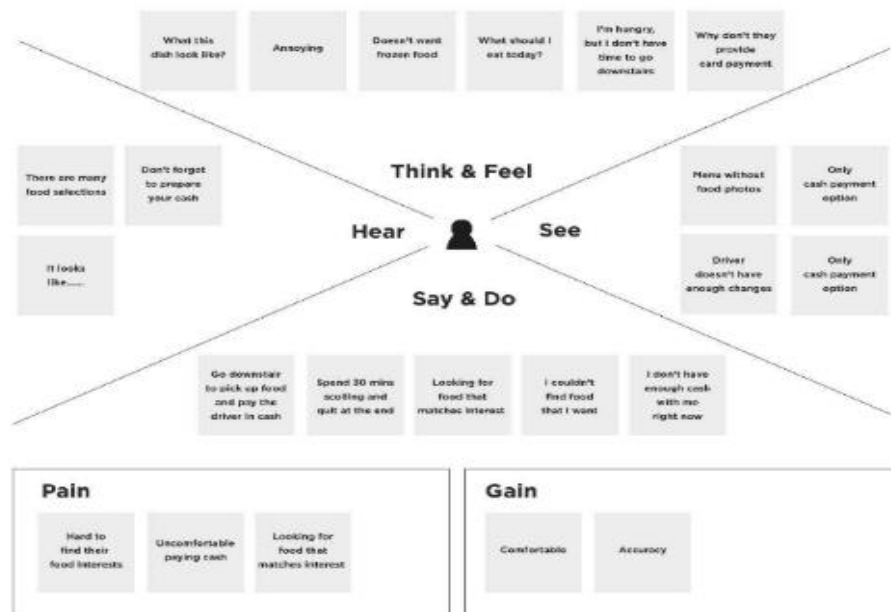 What this
dish look like?
Annoying
Doesn't want
frozen food
What should I
eat today?
I'm hungry,
but I don't have
time to go
downstairs
Why don't they
provide
card payment
Think & Feel
There are many
food selections
Don't forget
to prepare
your cash
It looks
like.....
Hear
See
Menu without
food photos
Only
cash payment
option
Driver
doesn't have
enough changes
Only
cash payment
option
Say & Do
Go downstair
to pick up food
and pay the
driver in cash
Spend 30 mins
scolling and
quit at the end
Looking for
food that
matches interest
I couldn't
find food
that I want
I don't have
enough cash
with me
right now
Pain
Hard to
find their
food interests
Uncomfortable
paying cash
Looking for
food that
matches interest
Gain
Comfortable
Accuracy